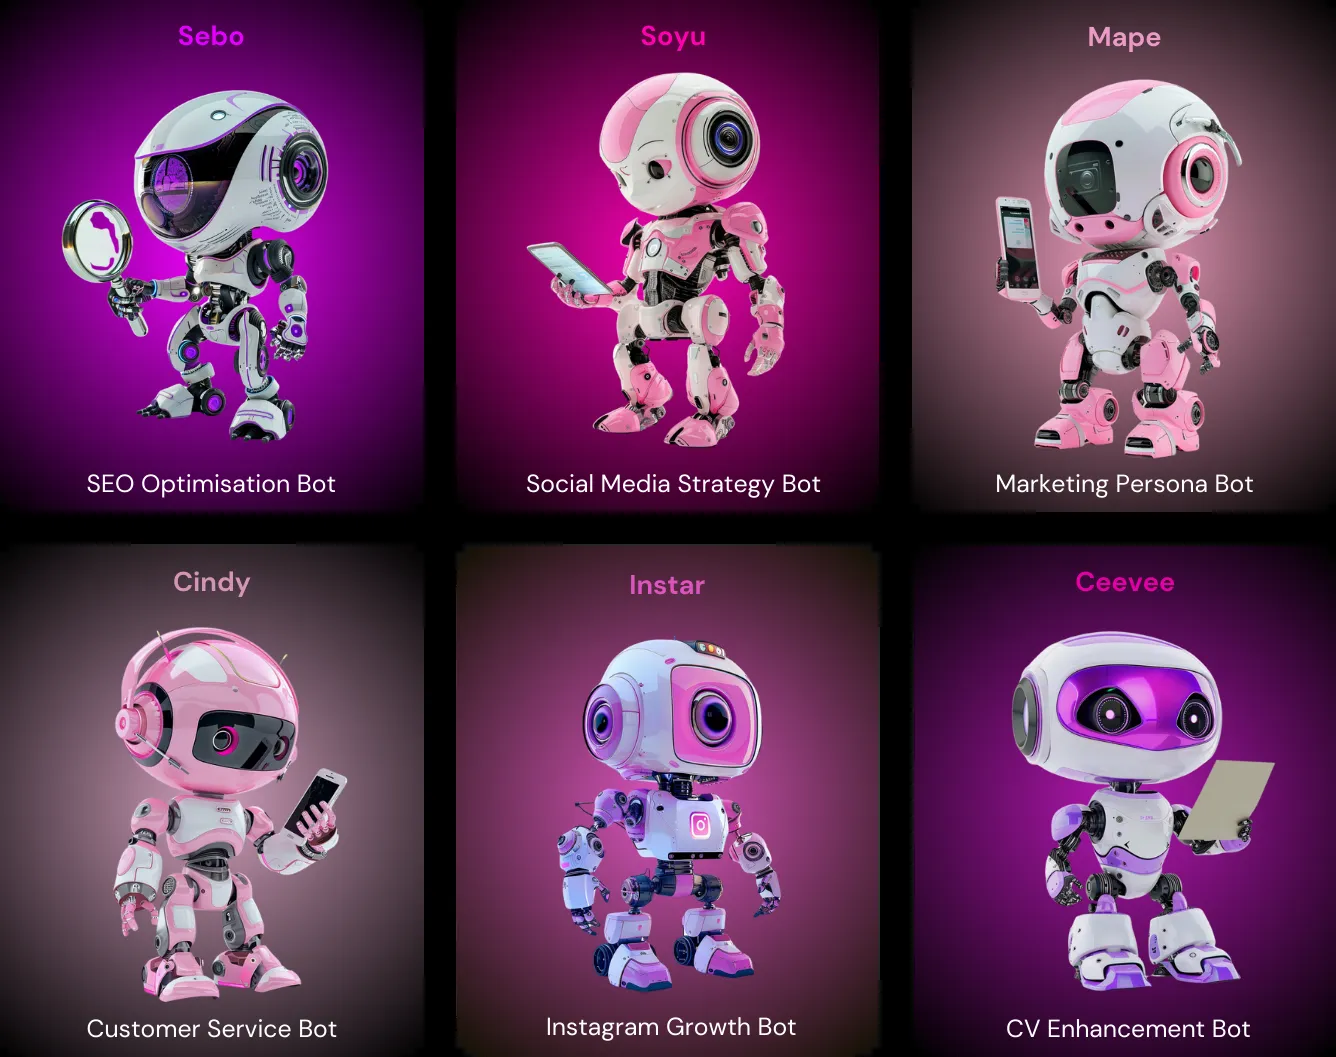 Sebo
Soyu
Mape
SEO Optimisation Bot
Social Media Strategy Bot
Marketing Persona Bot
Cindy
Instar
Ceevee
Customer Service Bot
Instagram Growth Bot
CV Enhancement Bot